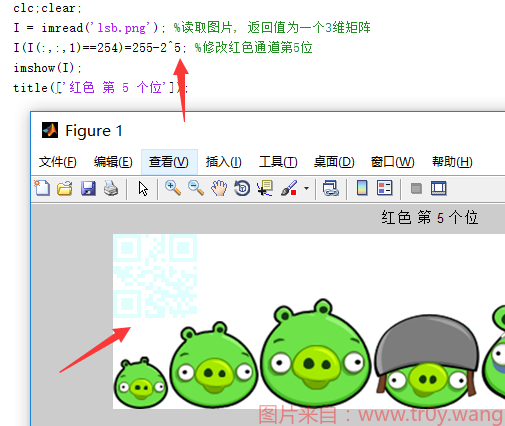 clc;clear;
I = imread('lsb.png'); %读取图片, 返回值为一个3维矩阵
I(I(:,:,1)==254)=255-2^5; %修改红色通道第5位
imshow(I);
title(['红色 第 5 个位']);
Figure 1
文件(F) 编辑(E) 查看(V) 插入(I) 工具(T) 桌面(D) 窗口(W) 帮助(H)
红色 第 5 个位
图片来自：www.tr0y.wang